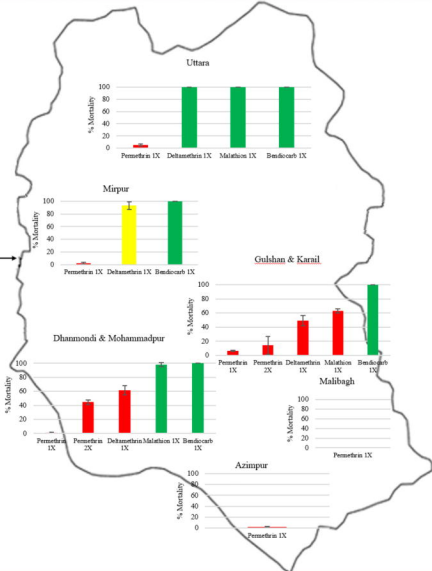 Uttara
% Mortality
100
80
60
40
20
0
Permethrin 1X Deltamethrin 1X Malathion 1X Bendiocarb 1X
Mirpur
% Mortality
100
80
60
40
20
0
Permethrin 1X Deltamethrin 1X Bendiocarb 1X
Gulshan & Karail
% Mortality
100
80
60
40
20
0
Permethrin 1X Permethrin 2X Deltamethrin 1X Malathion 1X Bendiocarb 1X
Dhanmondi & Mohammadpur
% Mortality
100
80
60
40
20
0
Permethrin 1X Permethrin 2X Deltamethrin 1X Malathion 1X Bendiocarb 1X
Malibagh
% Mortality
100
80
60
40
20
0
Permethrin 1X
Azimpur
% Mortality
100
80
60
40
20
0
Permethrin 1X